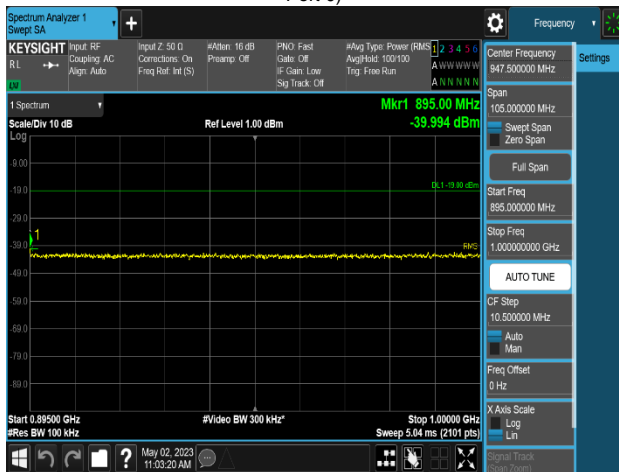 Spectrum Analyzer 1
Swept SA
Frequency
Settings
KEYSIGHT
RL
Input: RF
Coupling: AC
Align: Auto
Input Z: 50 Ω
Corrections: On
Freq Ref: Int (S)
#Atten: 16 dB
Preamp: Off
PNO: Fast
Gate: Off
IF Gain: Low
Sig Track: Off
#Avg Type: Power (RMS
Avg|Hold: 100/100
Trig: Free Run
1 2 3 4 5 6
A W W W W W
A N N N N N
1 Spectrum
Scale/Div 10 dB
Log
Ref Level 1.00 dBm
Mkr1 895.00 MHz
-39.994 dBm
-9.00
-19.0
DL1 -19.00 dBm
-29.0
1
-39.0
RMS
-49.0
-59.0
-69.0
-79.0
-89.0
Start 0.89500 GHz
#Res BW 100 kHz
#Video BW 300 kHz*
Stop 1.00000 GHz
Sweep 5.04 ms (2101 pts)
May 02, 2023
11:03:20 AM
Center Frequency
947.500000 MHz
Span
105.000000 MHz
Swept Span
Zero Span
Full Span
Start Freq
895.000000 MHz
Stop Freq
1.000000000 GHz
AUTO TUNE
CF Step
10.500000 MHz
Auto
Man
Freq Offset
0 Hz
X Axis Scale
Log
Lin
Signal Track
(Span Zoom)